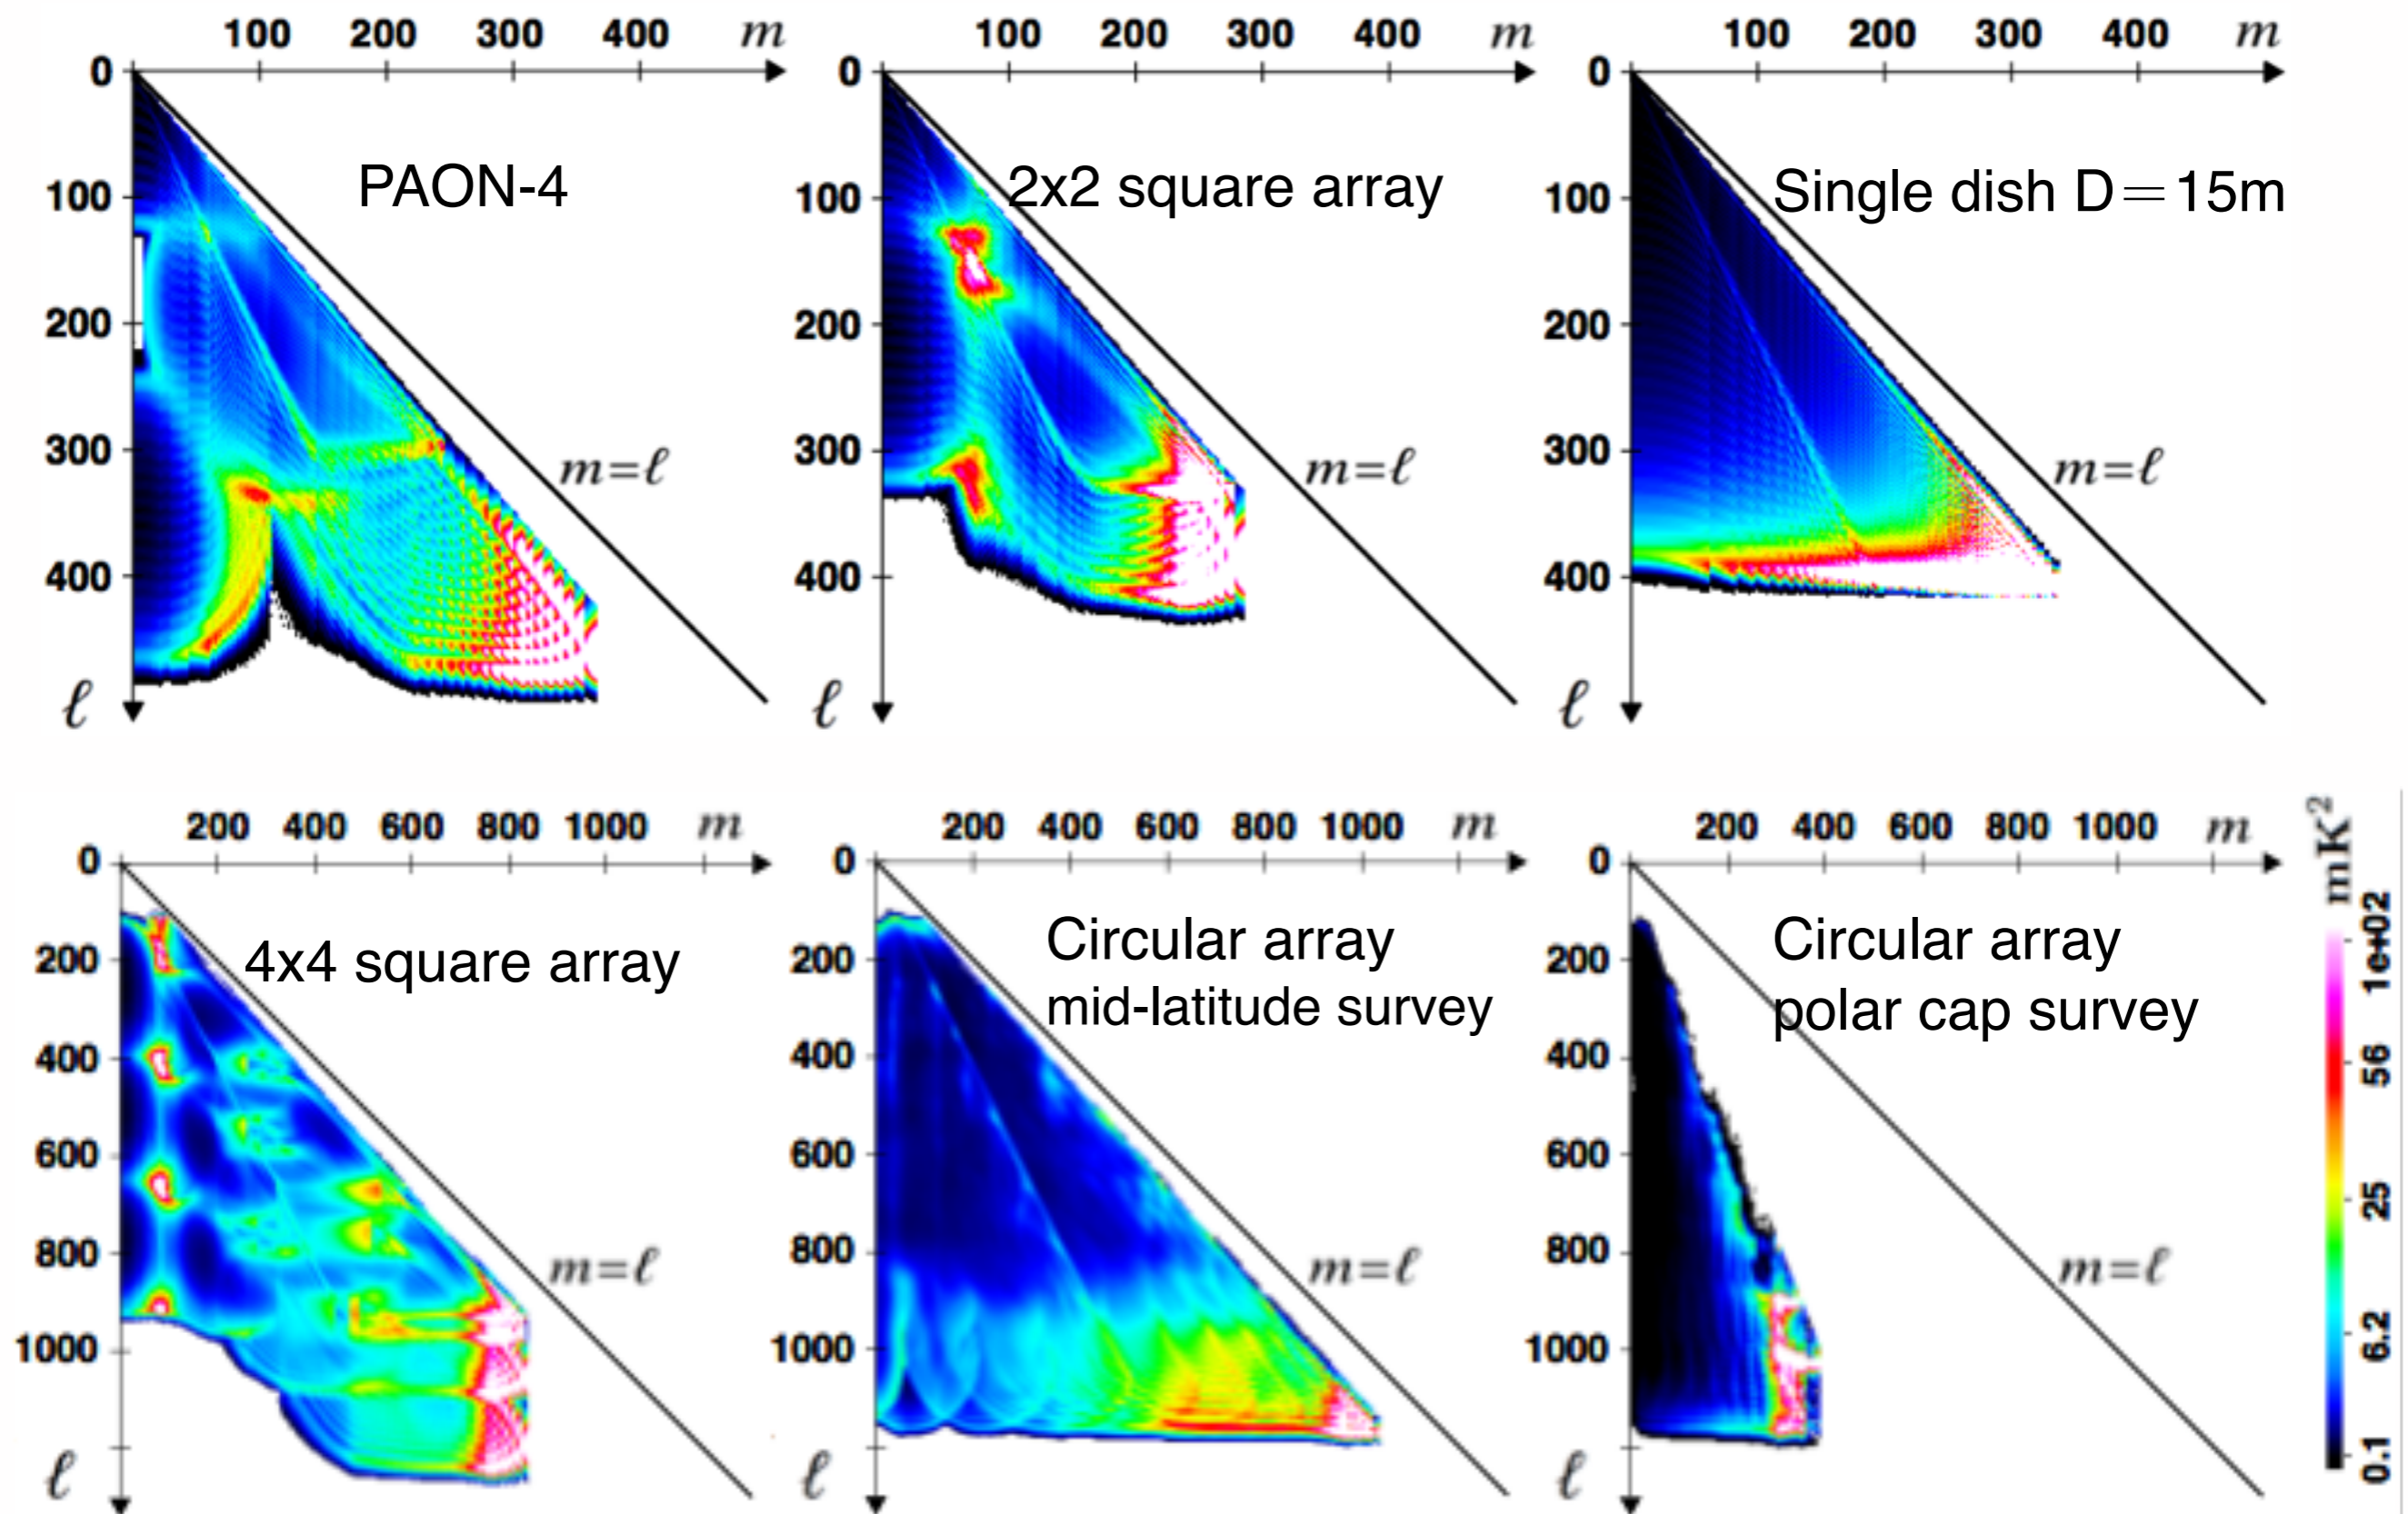 100 200 300 400 m
0
100
200
300
400
ℓ
PAON-4
m=ℓ
100 200 300 400 m
0
100
200
300
400
ℓ
2x2 square array
m=ℓ
100 200 300 400 m
0
100
200
300
400
ℓ
Single dish D=15m
m=ℓ
200 400 600 800 1000 m
0
200
400
600
800
1000
ℓ
4x4 square array
m=ℓ
200 400 600 800 1000 m
0
200
400
600
800
1000
ℓ
Circular array
mid-latitude survey
m=ℓ
200 400 600 800 1000 m
0
200
400
600
800
1000
ℓ
Circular array
polar cap survey
m=ℓ
mK²
1e+02
56
25
6.2
0.1